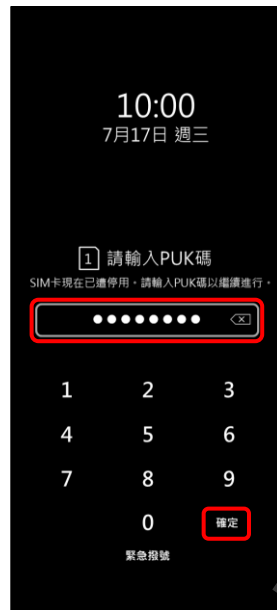 10:00
7月17日 週三
1 請輸入PUK碼
SIM卡現在已遭停用。請輸入PUK碼以繼續進行。
1 2 3
4 5 6
7 8 9
0 確定
緊急撥號